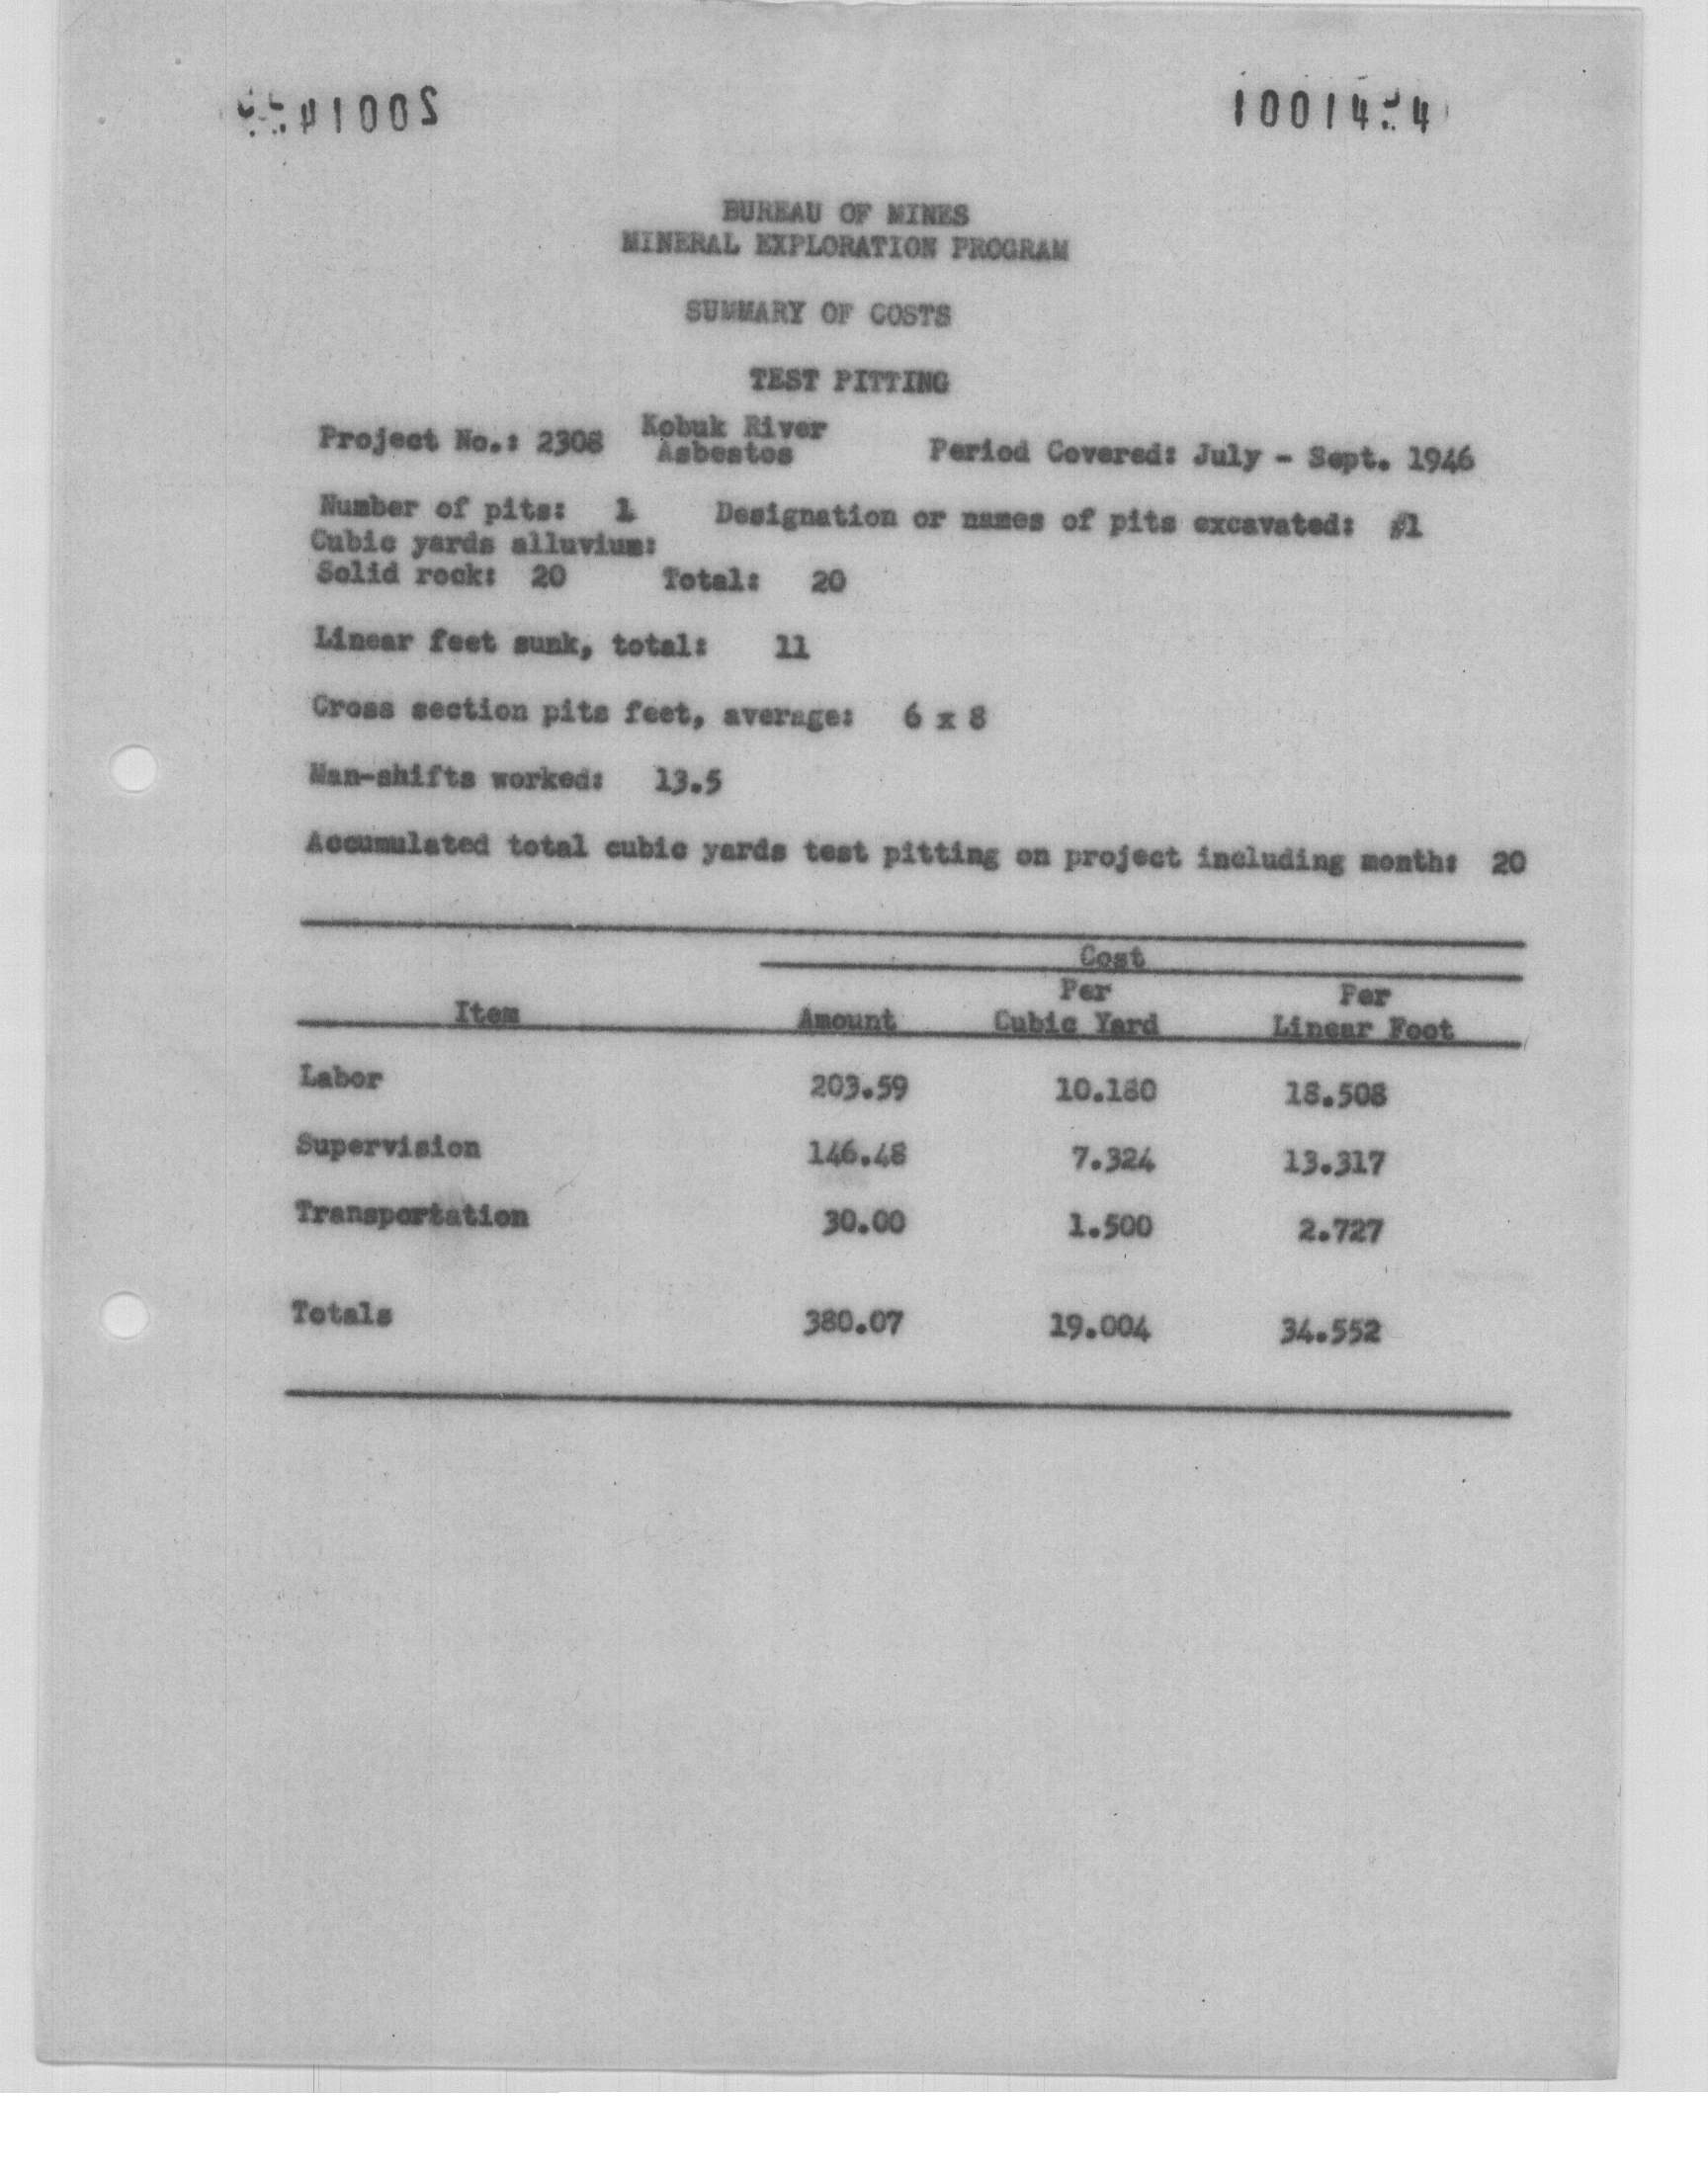 BUREAU OF MINES
MINERAL EXPLORATION PROGRAM
SUMMARY OF COSTS
TEST PITTING
Project No.: 2308 Kobuk River Asbestos Period Covered: July - Sept. 1946
Number of pits: 1 Designation or names of pits excavated: #1
Cubic yards alluvium:
Solid rock: 20 Total: 20
Linear feet sunk, total: 11
Cross section pits feet, average: 6 x 8
Man-shifts worked: 13.5
Accumulated total cubic yards test pitting on project including month: 20
Cost
Per Per
Item Amount Cubic Yard Linear Foot
Labor 203.59 10.180 18.508
Supervision 146.48 7.324 13.317
Transportation 30.00 1.500 2.727
Totals 380.07 19.004 34.552